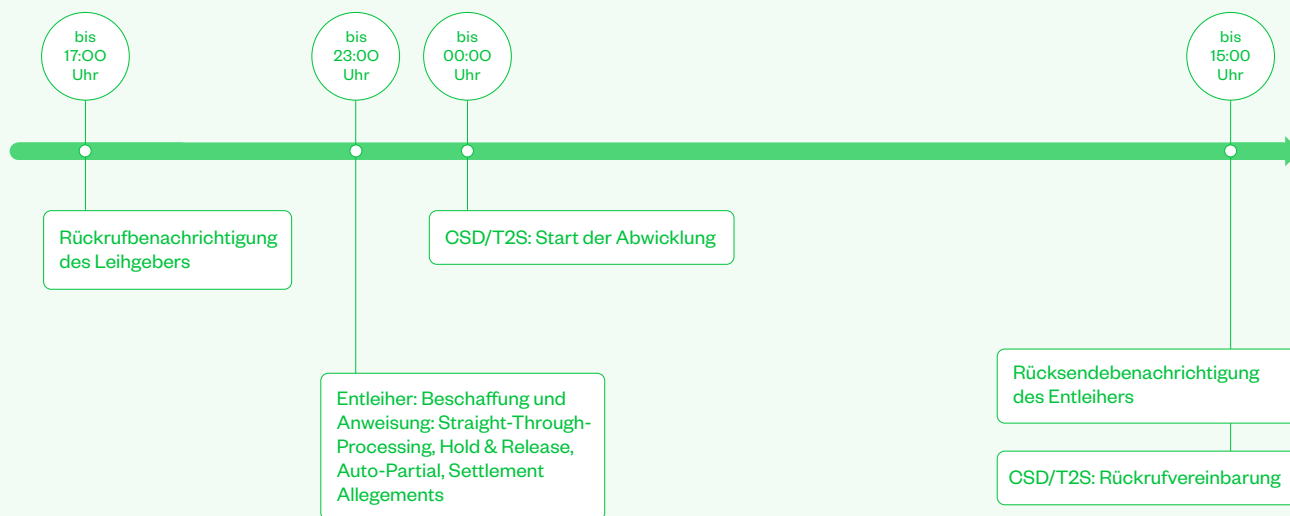 bis
17:00
Uhr
bis
23:00
Uhr
bis
00:00
Uhr
bis
15:00
Uhr
Rückrufbenachrichtigung
des Leihgebers
CSD/T2S: Start der Abwicklung
Entleiher: Beschaffung und
Anweisung: Straight-Through-
Processing, Hold & Release,
Auto-Partial, Settlement
Allegements
Rücksendebenachrichtigung
des Entleihers
CSD/T2S: Rückrufvereinbarung